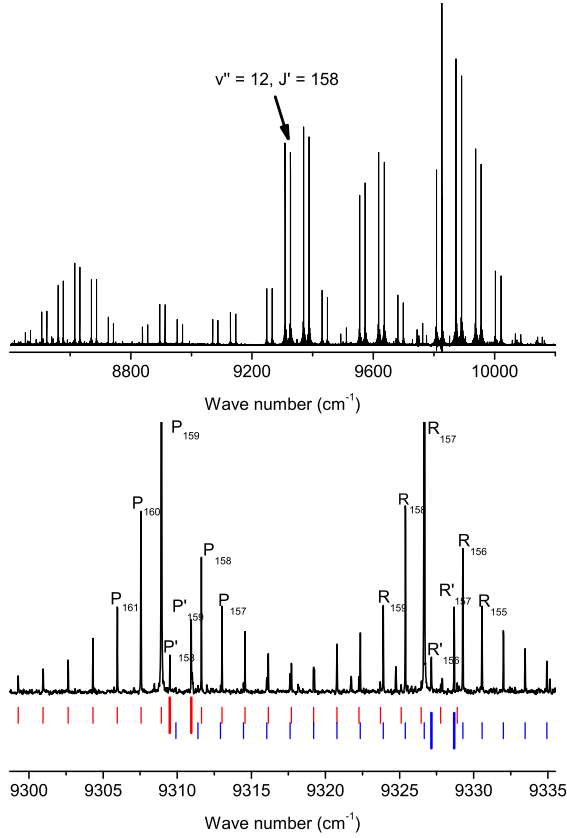 v'' = 12, J' = 158
8800 9200 9600 10000
Wave number (cm-1)
P159 R157
P160 R158
P158 R156
P161 P'159 P157 R159 R'157 R155
P'158 R'156
9300 9305 9310 9315 9320 9325 9330 9335
Wave number (cm-1)